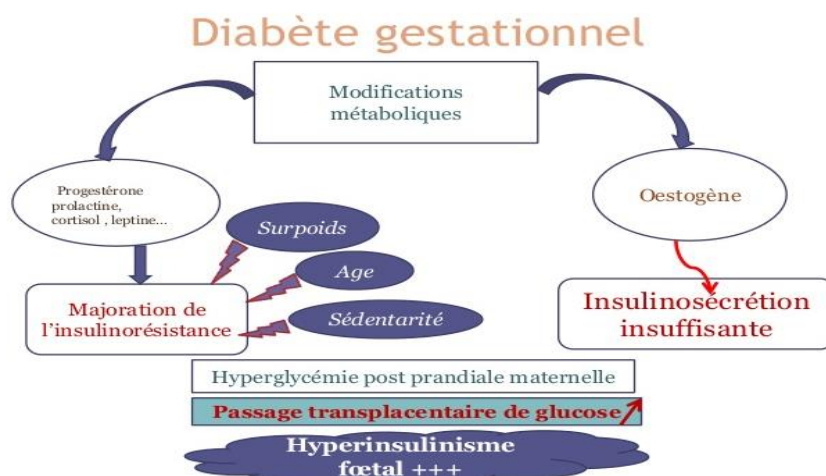 Diabète gestationnel
Modifications
métaboliques
Progestérone
prolactine,
cortisol , leptine...
Oestogène
Surpoids
Age
Sédentarité
Majoration de
l'insulinorésistance
Insulinosécrétion
insuffisante
Hyperglycémie post prandiale maternelle
Passage transplacentaire de glucose
Hyperinsulinisme
fœtal +++